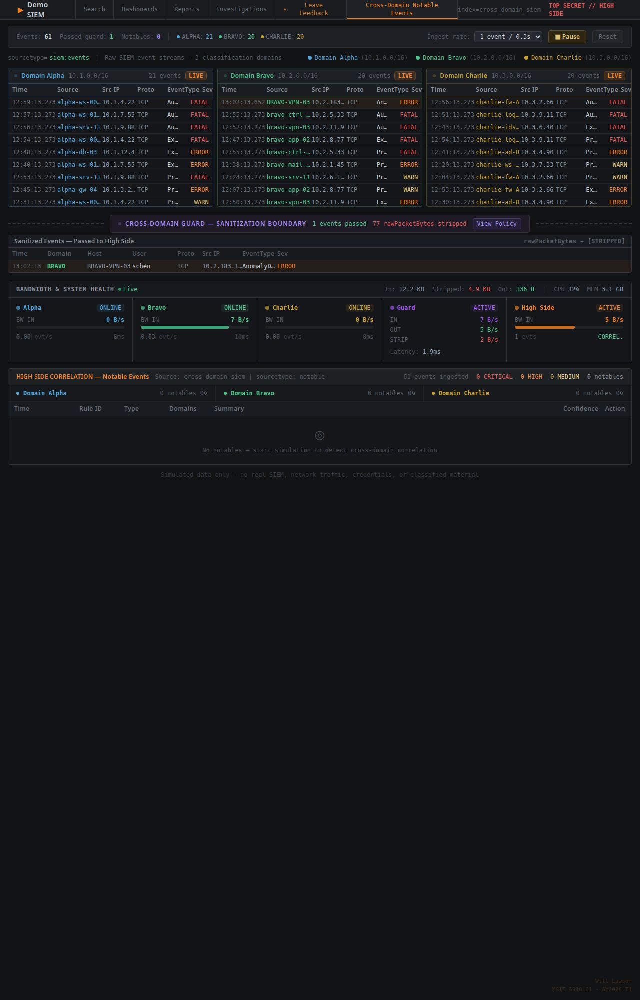 ▶ Demo SIEM Search Dashboards Reports Investigations ✦ Leave Feedback Cross-Domain Notable Events index=cross_domain_siem TOP SECRET // HIGH SIDE
Events: 61 Passed guard: 1 Notables: 0 ALPHA: 21 BRAVO: 20 CHARLIE: 20 Ingest rate: 1 event / 0.3s Pause Reset
sourcetype=siem:events | Raw SIEM event streams — 3 classification domains Domain Alpha (10.1.0.0/16) Domain Bravo (10.2.0.0/16) Domain Charlie (10.3.0.0/16)
Domain Alpha 10.1.0.0/16 21 events LIVE
Time Source Src IP Proto EventType Sev
12:59:13.273 alpha-ws-00… 10.1.4.22 TCP Au… FATAL
12:57:13.273 alpha-ws-01… 10.1.7.55 TCP Au… FATAL
12:56:13.273 alpha-srv-11 10.1.9.88 TCP Au… FATAL
12:54:13.273 alpha-ws-00… 10.1.4.22 TCP Ex… FATAL
12:48:13.273 alpha-db-03 10.1.12.4 TCP Ex… ERROR
12:40:13.273 alpha-ws-01… 10.1.7.55 TCP Ex… ERROR
12:53:13.273 alpha-srv-11 10.1.9.88 TCP Pr… FATAL
12:45:13.273 alpha-gw-04 10.1.3.2… TCP Pr… ERROR
12:31:13.273 alpha-ws-00… 10.1.4.22 TCP Pr… WARN
Domain Bravo 10.2.0.0/16 20 events LIVE
Time Source Src IP Proto EventType Sev
13:02:13.652 BRAVO-VPN-03 10.2.183… TCP An… ERROR
12:55:13.273 bravo-ctrl-… 10.2.5.33 TCP Au… FATAL
12:52:13.273 bravo-vpn-03 10.2.11.9 TCP Au… FATAL
12:47:13.273 bravo-app-02 10.2.8.77 TCP Ex… FATAL
12:55:13.273 bravo-ctrl-… 10.2.5.33 TCP Pr… FATAL
12:38:13.273 bravo-mail-… 10.2.1.45 TCP Pr… ERROR
12:24:13.273 bravo-srv-11 10.2.6.1… TCP Pr… WARN
12:07:13.273 bravo-app-02 10.2.8.77 TCP Pr… WARN
12:50:13.273 bravo-vpn-03 10.2.11.9 TCP Ex… ERROR
Domain Charlie 10.3.0.0/16 20 events LIVE
Time Source Src IP Proto EventType Sev
12:56:13.273 charlie-fw-A 10.3.2.66 TCP Au… FATAL
12:51:13.273 charlie-log… 10.3.9.11 TCP Au… FATAL
12:43:13.273 charlie-ids… 10.3.6.40 TCP Ex… FATAL
12:54:13.273 charlie-log… 10.3.9.11 TCP Pr… FATAL
12:41:13.273 charlie-ad-D 10.3.4.90 TCP Pr… ERROR
12:20:13.273 charlie-ws-… 10.3.7.33 TCP Pr… WARN
12:04:13.273 charlie-fw-A 10.3.2.66 TCP Pr… WARN
12:53:13.273 charlie-fw-A 10.3.2.66 TCP Ex… ERROR
12:30:13.273 charlie-ad-D 10.3.4.90 TCP Ex… ERROR
CROSS-DOMAIN GUARD — SANITIZATION BOUNDARY 1 events passed 77 rawPacketBytes stripped View Policy
Sanitized Events — Passed to High Side rawPacketBytes → [STRIPPED]
Time Domain Host User Proto Src IP EventType Sev
13:02:13 BRAVO BRAVO-VPN-03 schen TCP 10.2.183.1… AnomalyD… ERROR
BANDWIDTH & SYSTEM HEALTH Live In: 12.2 KB Stripped: 4.9 KB Out: 136 B | CPU 12% MEM 3.1 GB
Alpha ONLINE
BW IN 0 B/s
0.00 evt/s 8ms
Bravo ONLINE
BW IN 7 B/s
0.03 evt/s 10ms
Charlie ONLINE
BW IN 0 B/s
0.00 evt/s 8ms
Guard ACTIVE
IN 7 B/s
OUT 5 B/s
STRIP 2 B/s
Latency: 1.9ms
High Side ACTIVE
BW IN 5 B/s
1 evts CORREL.
HIGH SIDE CORRELATION — Notable Events Source: cross-domain-siem | sourcetype: notable 61 events ingested 0 CRITICAL 0 HIGH 0 MEDIUM 0 notables
Domain Alpha 0 notables 0% Domain Bravo 0 notables 0% Domain Charlie 0 notables 0%
Time Rule ID Type Domains Summary Confidence Action
◎
No notables — start simulation to detect cross-domain correlation
Simulated data only — no real SIEM, network traffic, credentials, or classified material
Will Lawson
MSIT 5910-01 · AY2026-T4